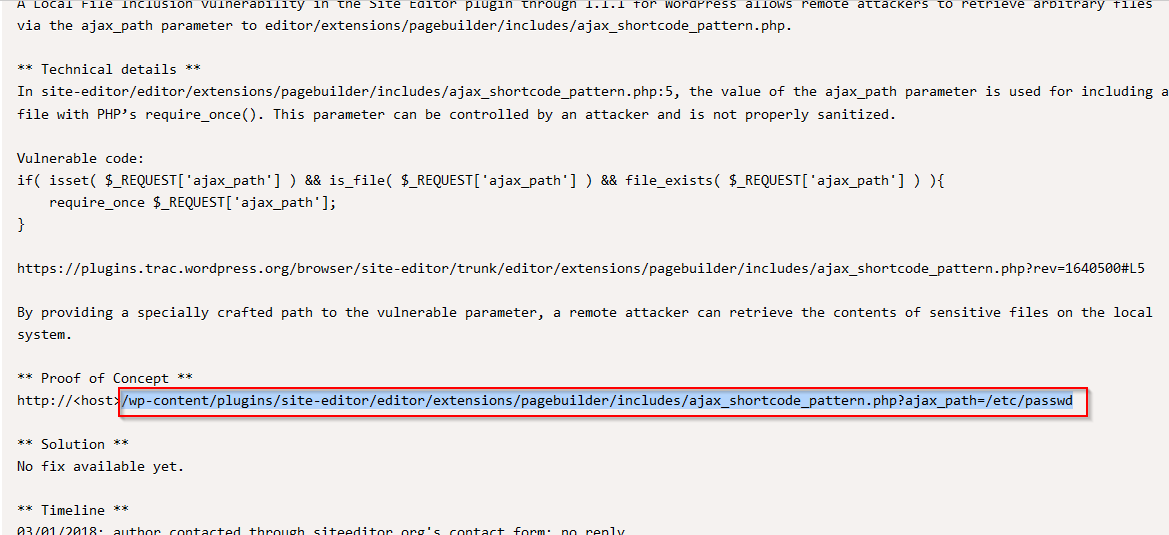 A Local File Inclusion vulnerability in the Site Editor plugin through 1.1.1 for WordPress allows remote attackers to retrieve arbitrary files
via the ajax_path parameter to editor/extensions/pagebuilder/includes/ajax_shortcode_pattern.php.
** Technical details **
In site-editor/editor/extensions/pagebuilder/includes/ajax_shortcode_pattern.php:5, the value of the ajax_path parameter is used for including a
file with PHP’s require_once(). This parameter can be controlled by an attacker and is not properly sanitized.
Vulnerable code:
if( isset( $_REQUEST['ajax_path'] ) && is_file( $_REQUEST['ajax_path'] ) && file_exists( $_REQUEST['ajax_path'] ) ){
    require_once $_REQUEST['ajax_path'];
}
https://plugins.trac.wordpress.org/browser/site-editor/trunk/editor/extensions/pagebuilder/includes/ajax_shortcode_pattern.php?rev=1640500#L5
By providing a specially crafted path to the vulnerable parameter, a remote attacker can retrieve the contents of sensitive files on the local
system.
** Proof of Concept **
http://<host>/wp-content/plugins/site-editor/editor/extensions/pagebuilder/includes/ajax_shortcode_pattern.php?ajax_path=/etc/passwd
** Solution **
No fix available yet.
** Timeline **
03/01/2018: author contacted through siteeditor.org's contact form; no reply